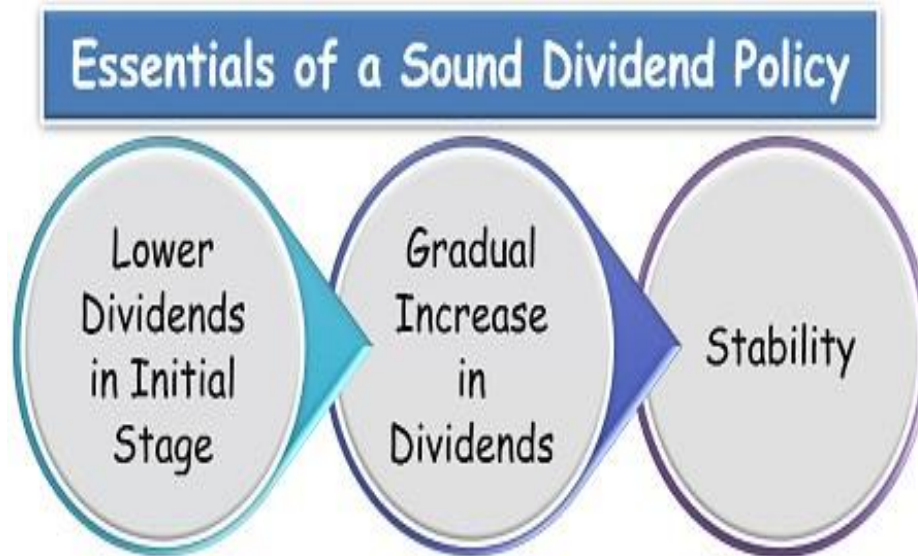 Essentials of a Sound Dividend Policy
Lower
Dividends
in Initial
Stage
Gradual
Increase
in
Dividends
Stability